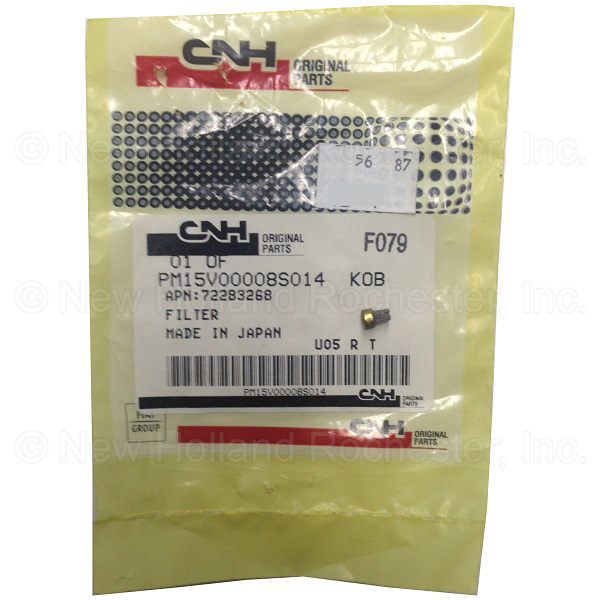 CNH ORIGINAL
PARTS
© New Holland Rochester, Inc.
56 87
CNH ORIGINAL
PARTS
F079
01 OF
PM15V00008S014 KOB
APN:72283268
FILTER
MADE IN JAPAN
U05 R T
© New Holland Rochester, Inc.
PM15V00008S014
CNH ORIGINAL
PARTS
GROUP
CNH ORIGINAL
PARTS
© New Holland Rochester, Inc.